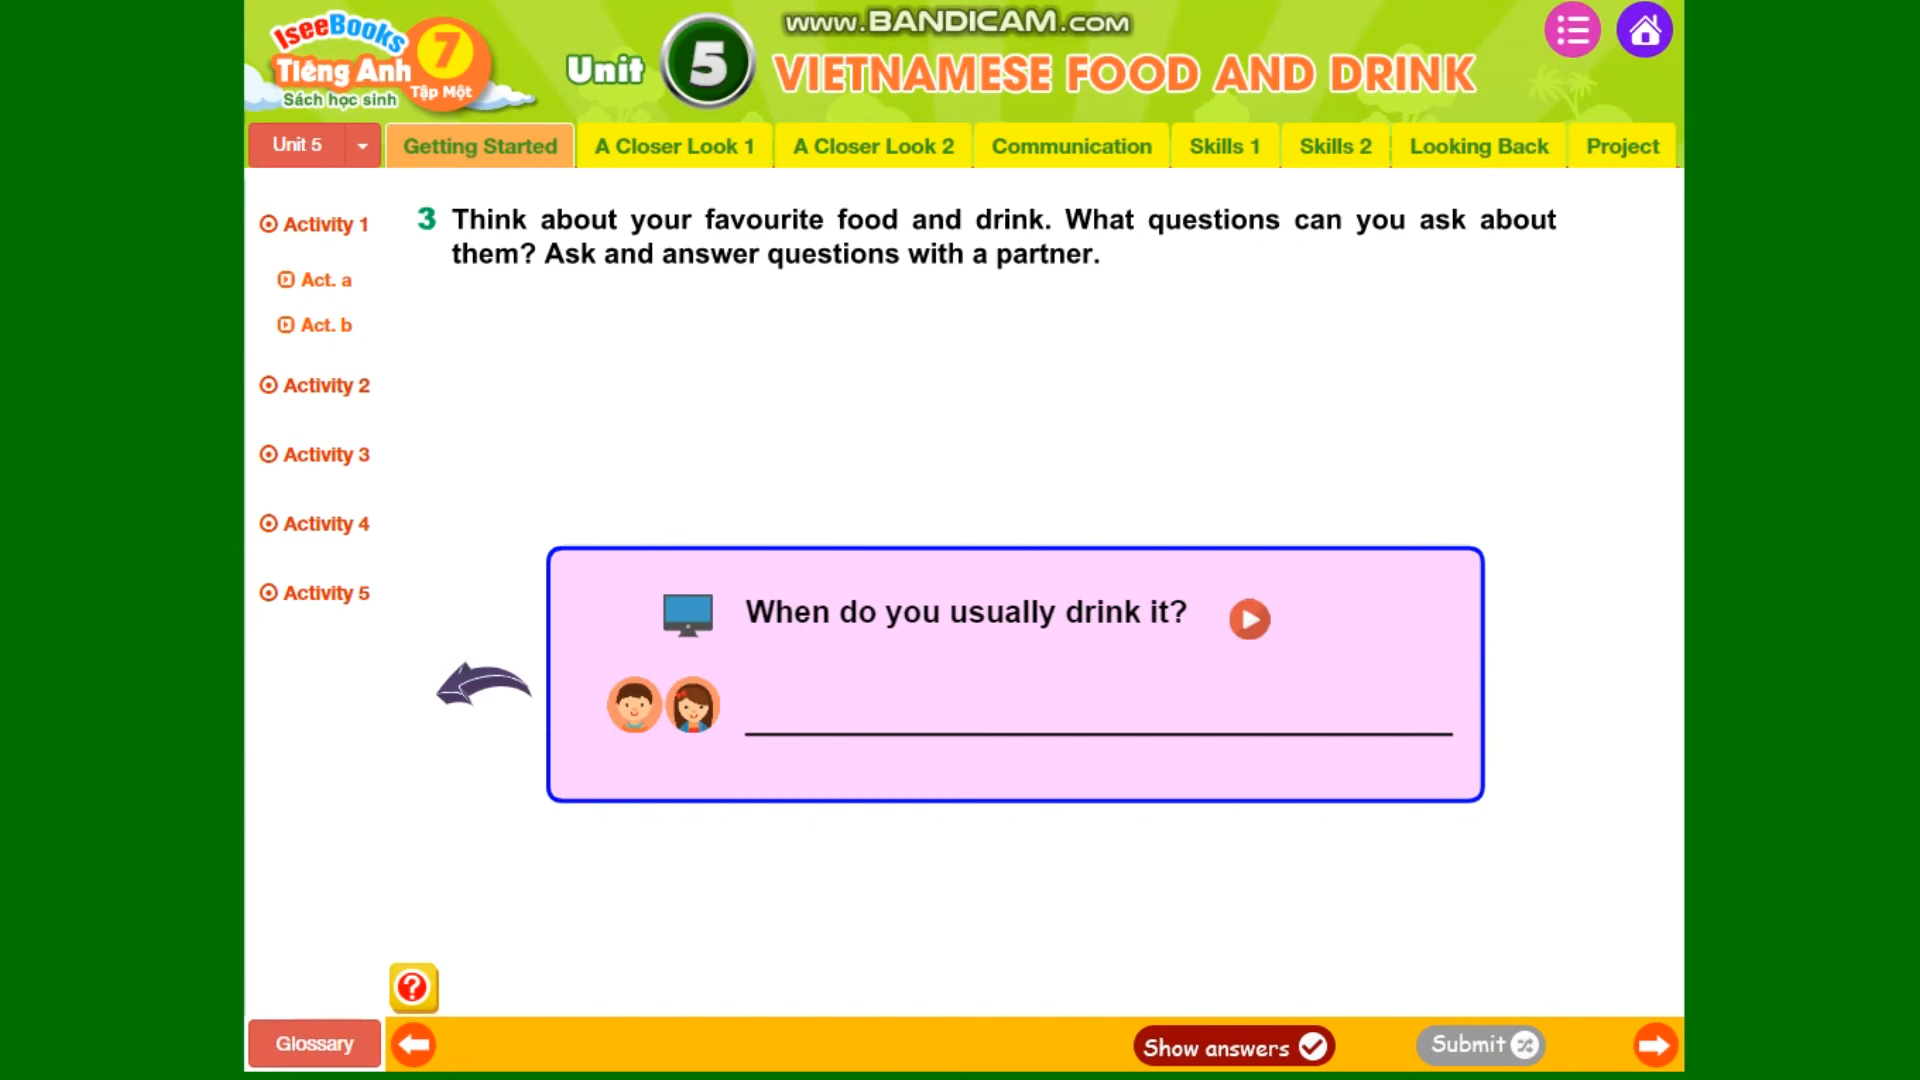 www.BANDICAM.com
IseeBooks
Tiếng Anh 7
Sách học sinh Tập Một
Unit 5 VIETNAMESE FOOD AND DRINK
Unit 5 Getting Started A Closer Look 1 A Closer Look 2 Communication Skills 1 Skills 2 Looking Back Project
Activity 1
Act. a
Act. b
Activity 2
Activity 3
Activity 4
Activity 5
3 Think about your favourite food and drink. What questions can you ask about
them? Ask and answer questions with a partner.
When do you usually drink it?
?
Glossary Show answers Submit